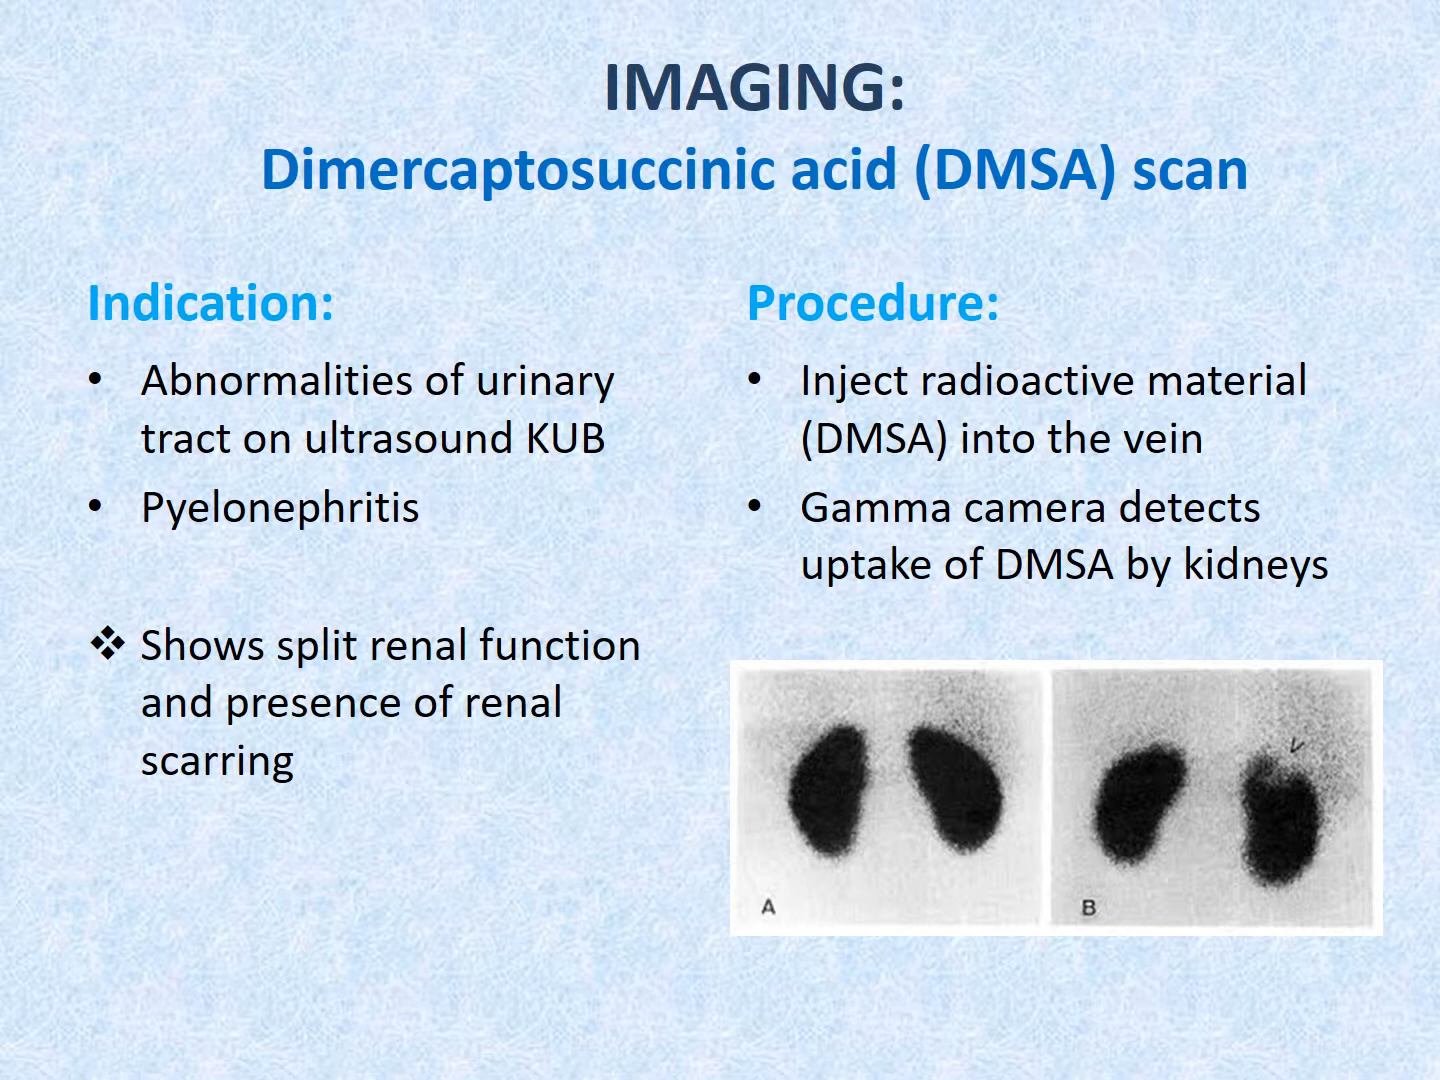 IMAGING:
Dimercaptosuccinic acid (DMSA) scan
Indication:
• Abnormalities of urinary
tract on ultrasound KUB
• Pyelonephritis
❖ Shows split renal function
and presence of renal
scarring
Procedure:
• Inject radioactive material
(DMSA) into the vein
• Gamma camera detects
uptake of DMSA by kidneys
A
B